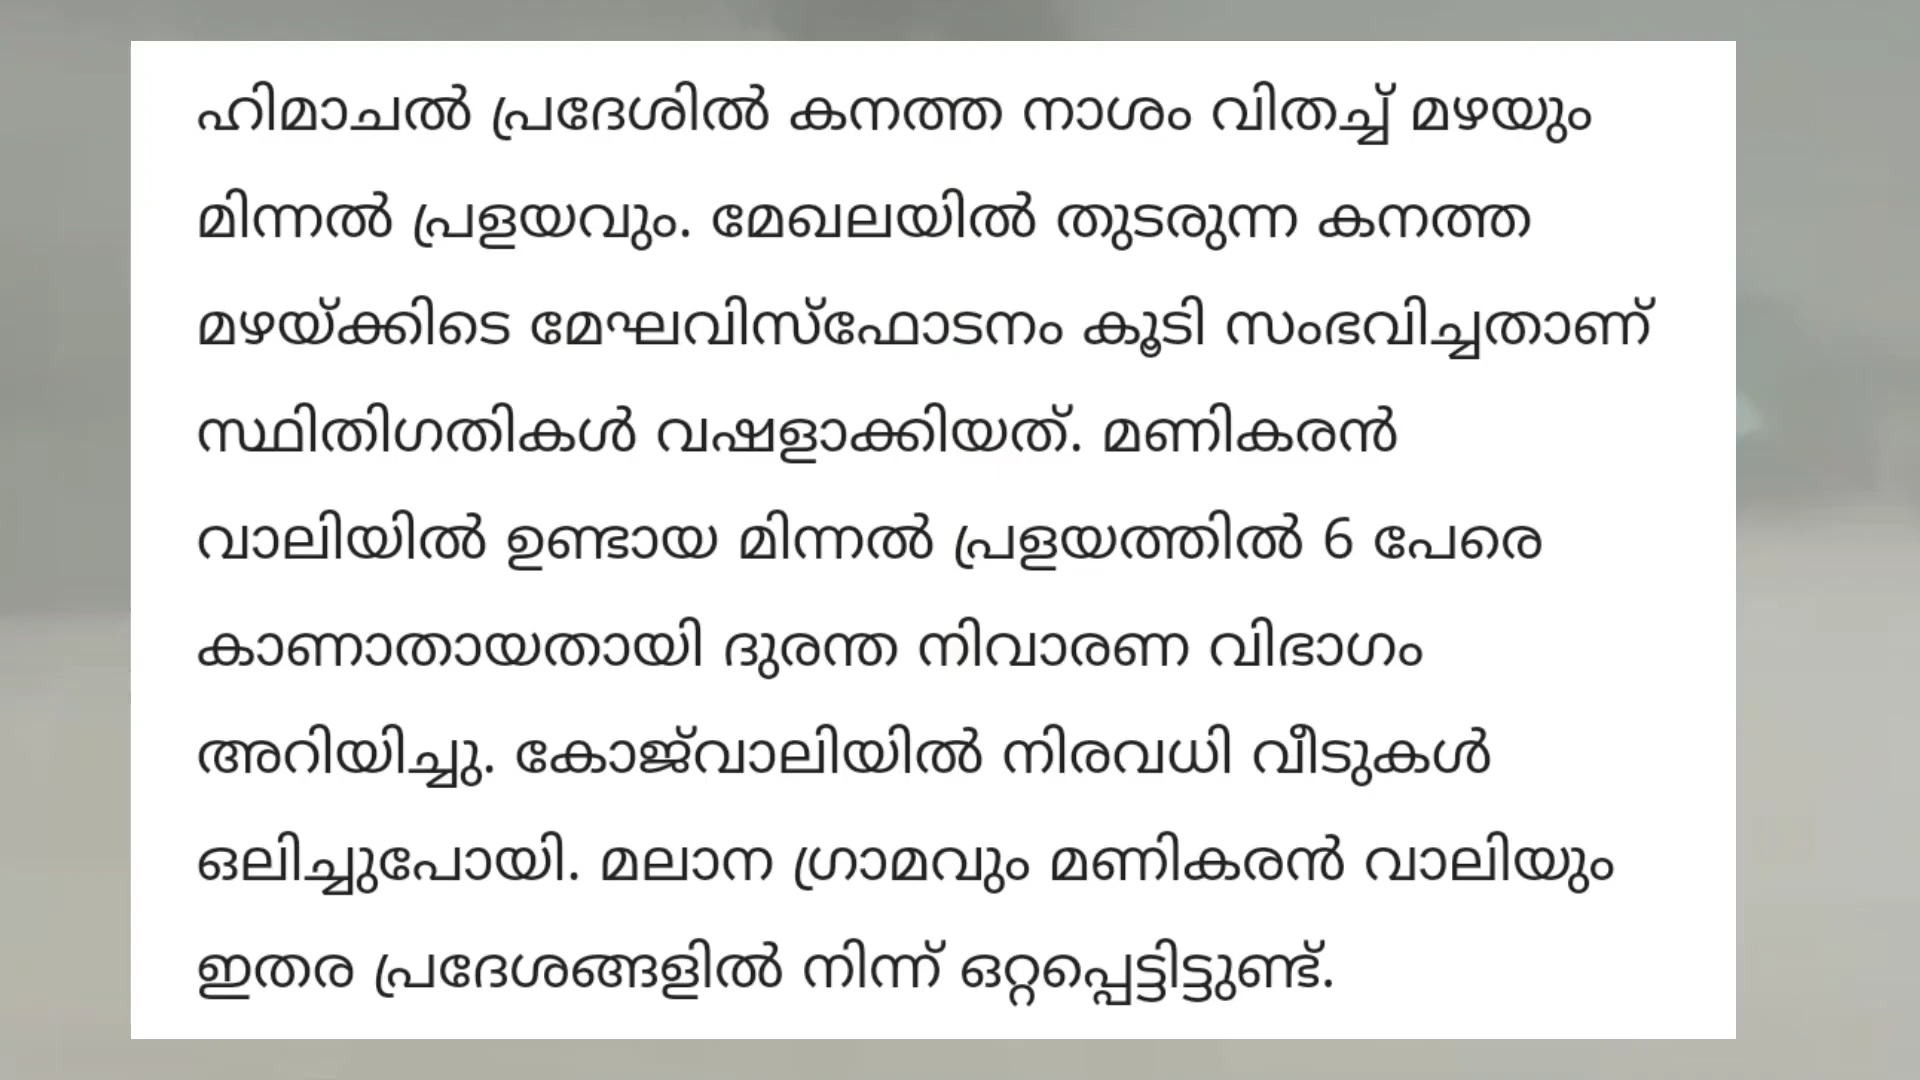 ഹിമാചൽ പ്രദേശിൽ കനത്ത നാശം വിതച്ച് മഴയും
മിന്നൽ പ്രളയവും. മേഖലയിൽ തുടരുന്ന കനത്ത
മഴയ്ക്കിടെ മേഘവിസ്ഫോടനം കൂടി സംഭവിച്ചതാണ്
സ്ഥിതിഗതികൾ വഷളാക്കിയത്. മണികരൻ
വാലിയിൽ ഉണ്ടായ മിന്നൽ പ്രളയത്തിൽ 6 പേരെ
കാണാതായതായി ദുരന്ത നിവാരണ വിഭാഗം
അറിയിച്ചു. കോജ്‌വാലിയിൽ നിരവധി വീടുകൾ
ഒലിച്ചുപോയി. മലാന ഗ്രാമവും മണികരൻ വാലിയും
ഇതര പ്രദേശങ്ങളിൽ നിന്ന് ഒറ്റപ്പെട്ടിട്ടുണ്ട്.